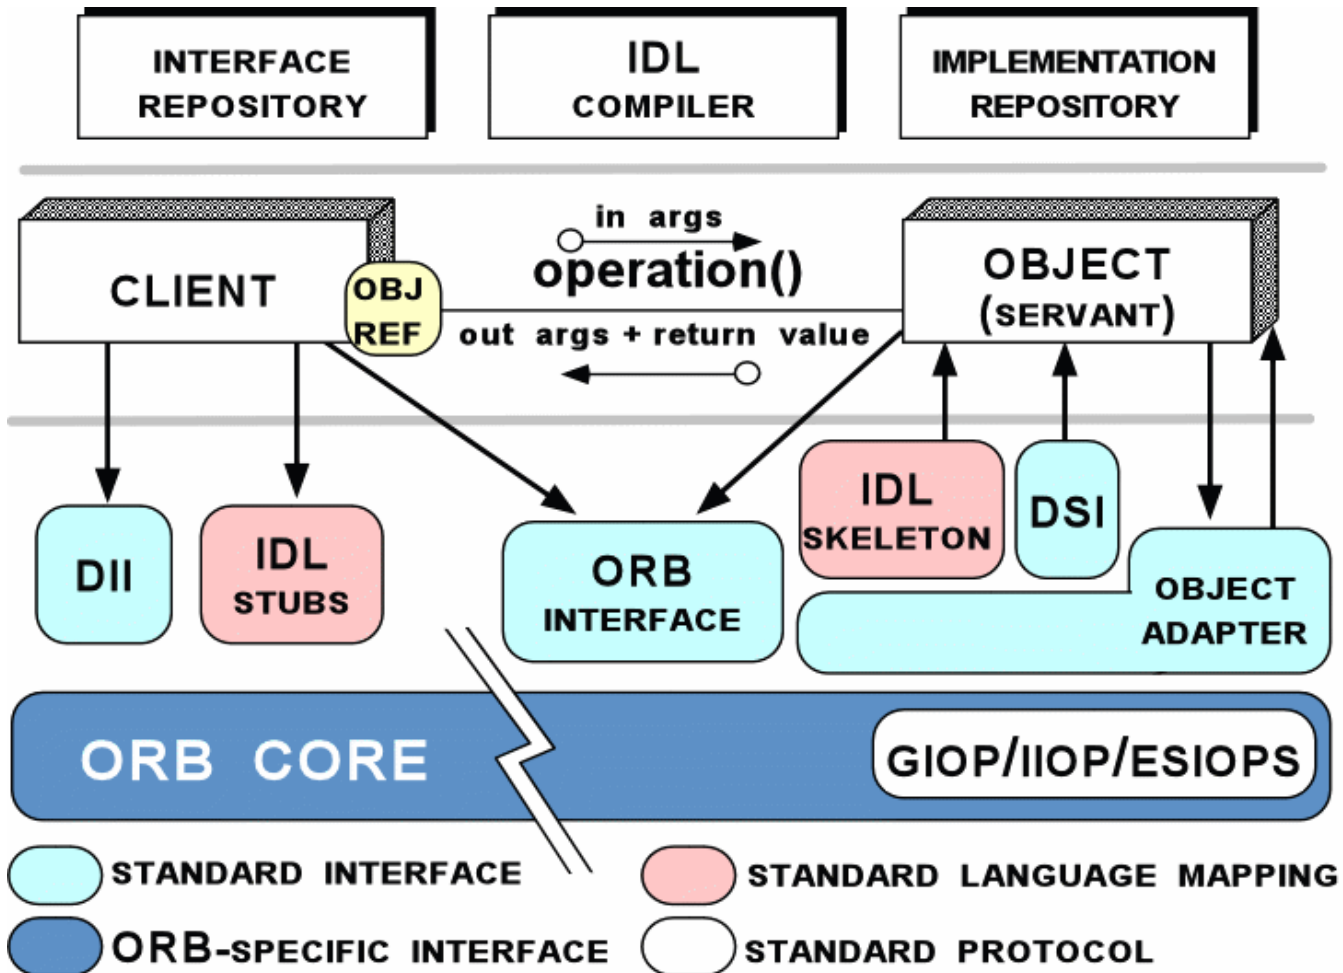 INTERFACE
REPOSITORY
IDL
COMPILER
IMPLEMENTATION
REPOSITORY
in args
operation()
out args + return value
CLIENT
OBJ
REF
OBJECT
(SERVANT)
DII
IDL
STUBS
ORB
INTERFACE
IDL
SKELETON
DSI
OBJECT
ADAPTER
ORB CORE
GIOP/IIOP/ESIOPS
STANDARD INTERFACE
STANDARD LANGUAGE MAPPING
ORB-SPECIFIC INTERFACE
STANDARD PROTOCOL